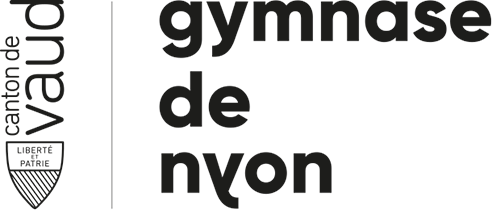 canton de
vaud
LIBERTÉ
ET
PATRIE
gymnase
de
nyon